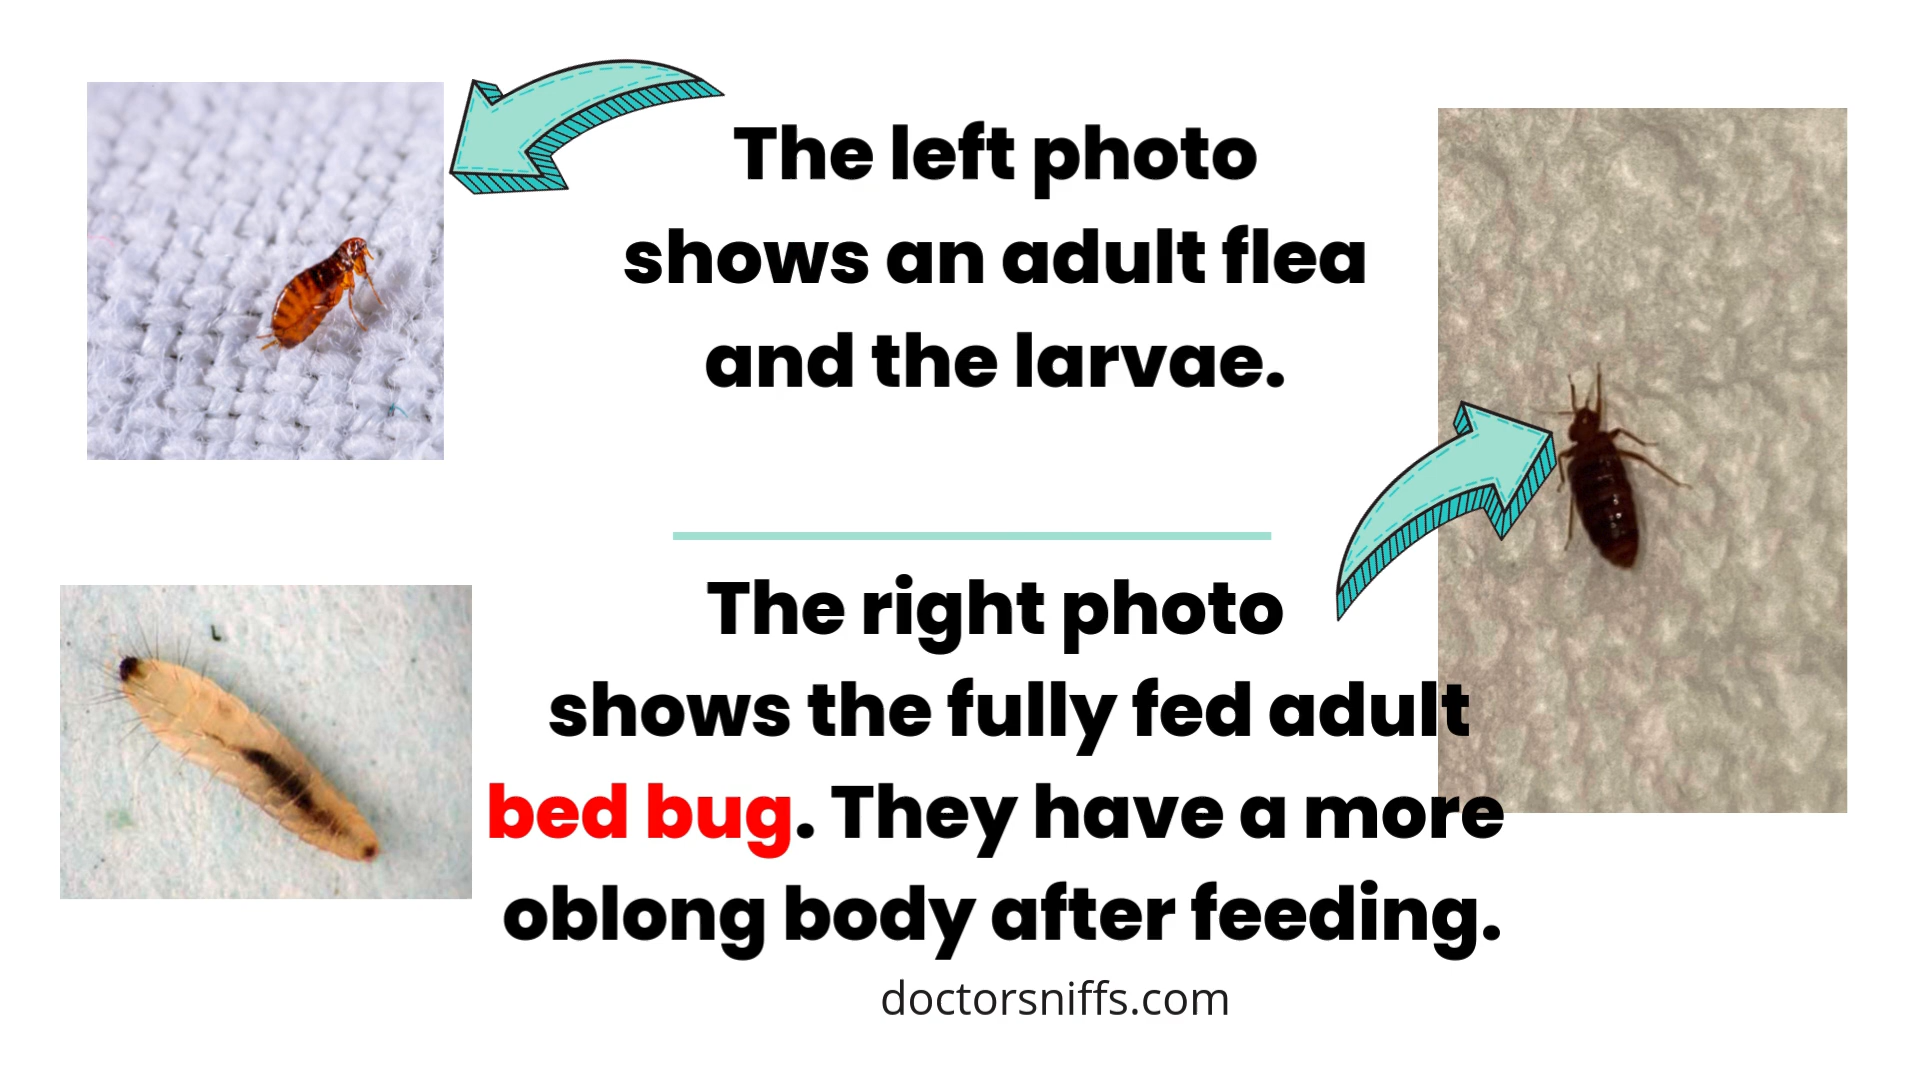 The left photo
shows an adult flea
and the larvae.
The right photo
shows the fully fed adult
bed bug. They have a more
oblong body after feeding.
doctorsniffs.com